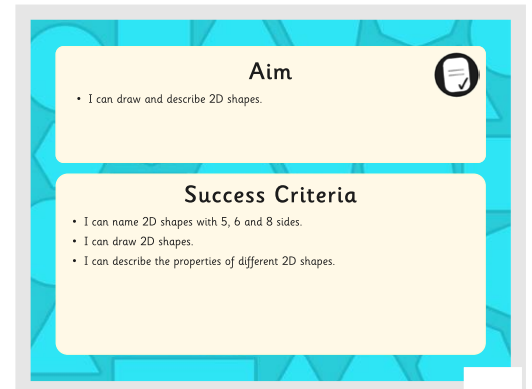 Aim
• I can draw and describe 2D shapes.
Success Criteria
• I can name 2D shapes with 5, 6 and 8 sides.
• I can draw 2D shapes.
• I can describe the properties of different 2D shapes.